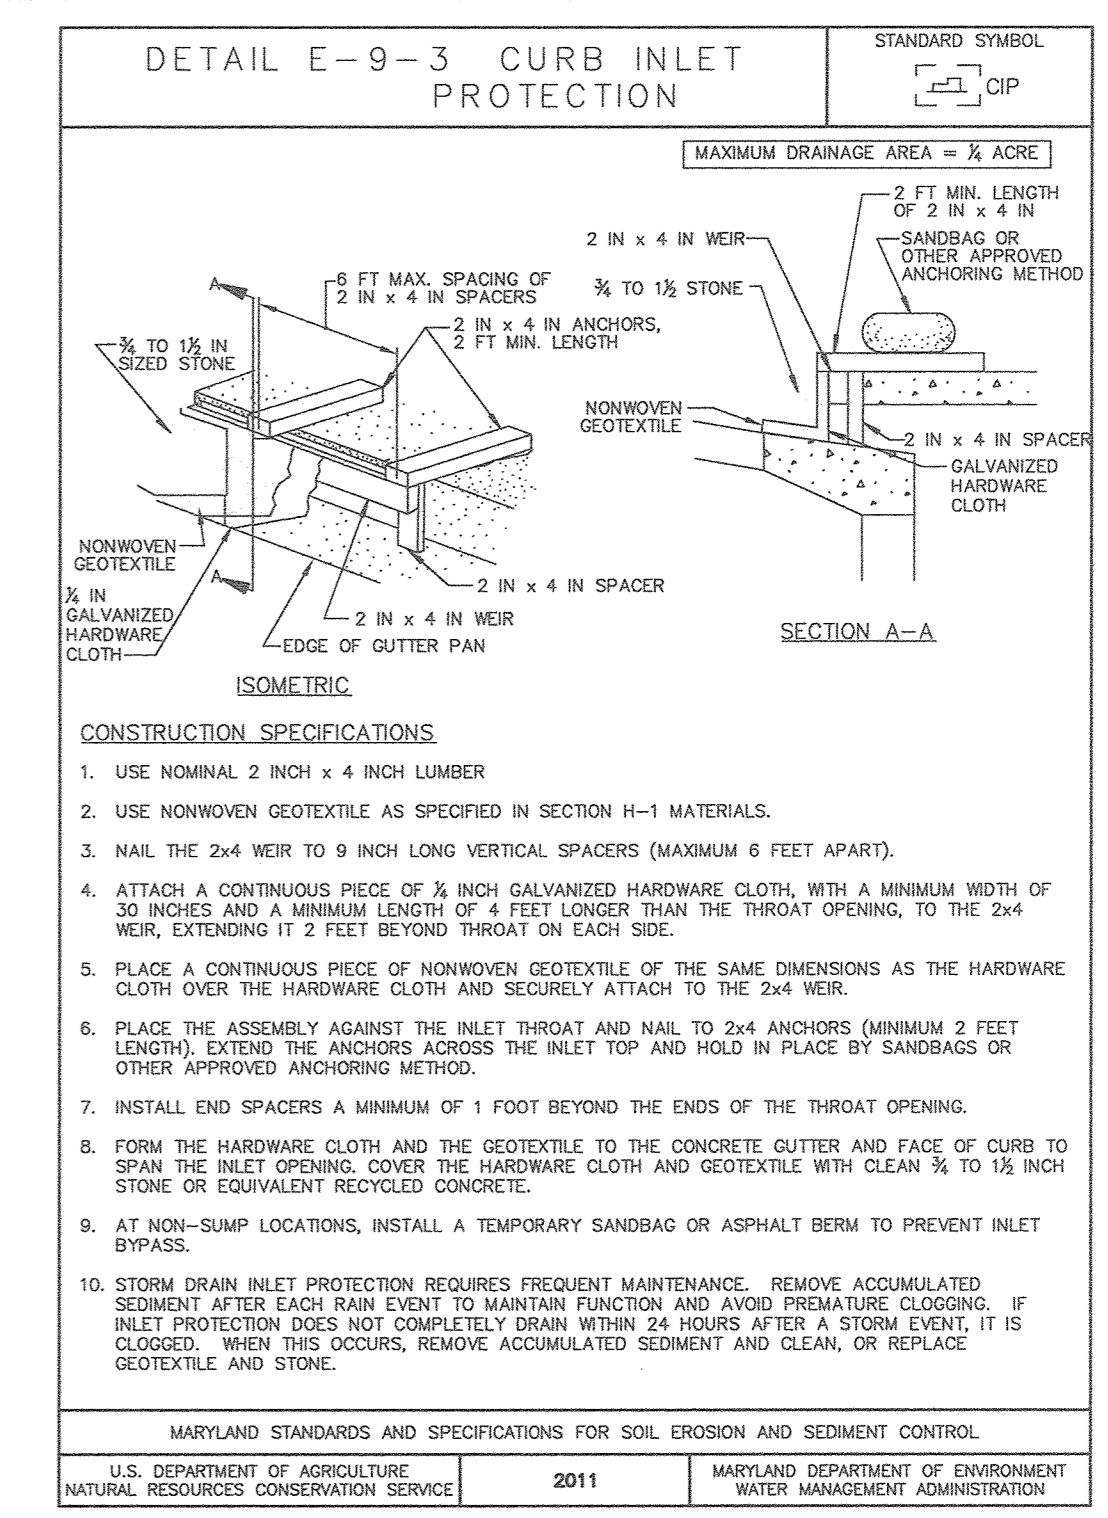 DETAIL E-9-3 CURB INLET
PROTECTION
STANDARD SYMBOL
CIP
MAXIMUM DRAINAGE AREA = ¼ ACRE
2 FT MIN. LENGTH
OF 2 IN x 4 IN
2 IN x 4 IN WEIR
SANDBAG OR
OTHER APPROVED
ANCHORING METHOD
¾ TO 1½ STONE
NONWOVEN
GEOTEXTILE
2 IN x 4 IN SPACER
GALVANIZED
HARDWARE
CLOTH
SECTION A-A
A
6 FT MAX. SPACING OF
2 IN x 4 IN SPACERS
2 IN x 4 IN ANCHORS,
2 FT MIN. LENGTH
¾ TO 1½ IN
SIZED STONE
NONWOVEN
GEOTEXTILE
A
¼ IN
GALVANIZED
HARDWARE
CLOTH
2 IN x 4 IN SPACER
2 IN x 4 IN WEIR
EDGE OF GUTTER PAN
ISOMETRIC
CONSTRUCTION SPECIFICATIONS
1. USE NOMINAL 2 INCH x 4 INCH LUMBER
2. USE NONWOVEN GEOTEXTILE AS SPECIFIED IN SECTION H-1 MATERIALS.
3. NAIL THE 2x4 WEIR TO 9 INCH LONG VERTICAL SPACERS (MAXIMUM 6 FEET APART).
4. ATTACH A CONTINUOUS PIECE OF ¼ INCH GALVANIZED HARDWARE CLOTH, WITH A MINIMUM WIDTH OF
30 INCHES AND A MINIMUM LENGTH OF 4 FEET LONGER THAN THE THROAT OPENING, TO THE 2x4
WEIR, EXTENDING IT 2 FEET BEYOND THROAT ON EACH SIDE.
5. PLACE A CONTINUOUS PIECE OF NONWOVEN GEOTEXTILE OF THE SAME DIMENSIONS AS THE HARDWARE
CLOTH OVER THE HARDWARE CLOTH AND SECURELY ATTACH TO THE 2x4 WEIR.
6. PLACE THE ASSEMBLY AGAINST THE INLET THROAT AND NAIL TO 2x4 ANCHORS (MINIMUM 2 FEET
LENGTH). EXTEND THE ANCHORS ACROSS THE INLET TOP AND HOLD IN PLACE BY SANDBAGS OR
OTHER APPROVED ANCHORING METHOD.
7. INSTALL END SPACERS A MINIMUM OF 1 FOOT BEYOND THE ENDS OF THE THROAT OPENING.
8. FORM THE HARDWARE CLOTH AND THE GEOTEXTILE TO THE CONCRETE GUTTER AND FACE OF CURB TO
SPAN THE INLET OPENING. COVER THE HARDWARE CLOTH AND GEOTEXTILE WITH CLEAN ¾ TO 1½ INCH
STONE OR EQUIVALENT RECYCLED CONCRETE.
9. AT NON-SUMP LOCATIONS, INSTALL A TEMPORARY SANDBAG OR ASPHALT BERM TO PREVENT INLET
BYPASS.
10. STORM DRAIN INLET PROTECTION REQUIRES FREQUENT MAINTENANCE. REMOVE ACCUMULATED
SEDIMENT AFTER EACH RAIN EVENT TO MAINTAIN FUNCTION AND AVOID PREMATURE CLOGGING. IF
INLET PROTECTION DOES NOT COMPLETELY DRAIN WITHIN 24 HOURS AFTER A STORM EVENT, IT IS
CLOGGED. WHEN THIS OCCURS, REMOVE ACCUMULATED SEDIMENT AND CLEAN, OR REPLACE
GEOTEXTILE AND STONE.
MARYLAND STANDARDS AND SPECIFICATIONS FOR SOIL EROSION AND SEDIMENT CONTROL
U.S. DEPARTMENT OF AGRICULTURE
NATURAL RESOURCES CONSERVATION SERVICE
2011
MARYLAND DEPARTMENT OF ENVIRONMENT
WATER MANAGEMENT ADMINISTRATION